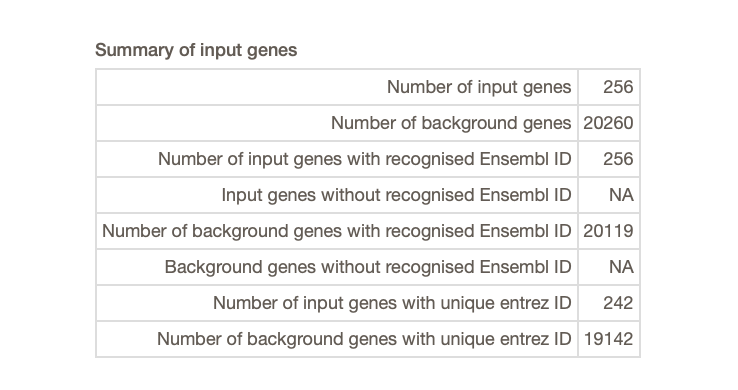 Summary of input genes
Number of input genes 256
Number of background genes 20260
Number of input genes with recognised Ensembl ID 256
Input genes without recognised Ensembl ID NA
Number of background genes with recognised Ensembl ID 20119
Background genes without recognised Ensembl ID NA
Number of input genes with unique entrez ID 242
Number of background genes with unique entrez ID 19142